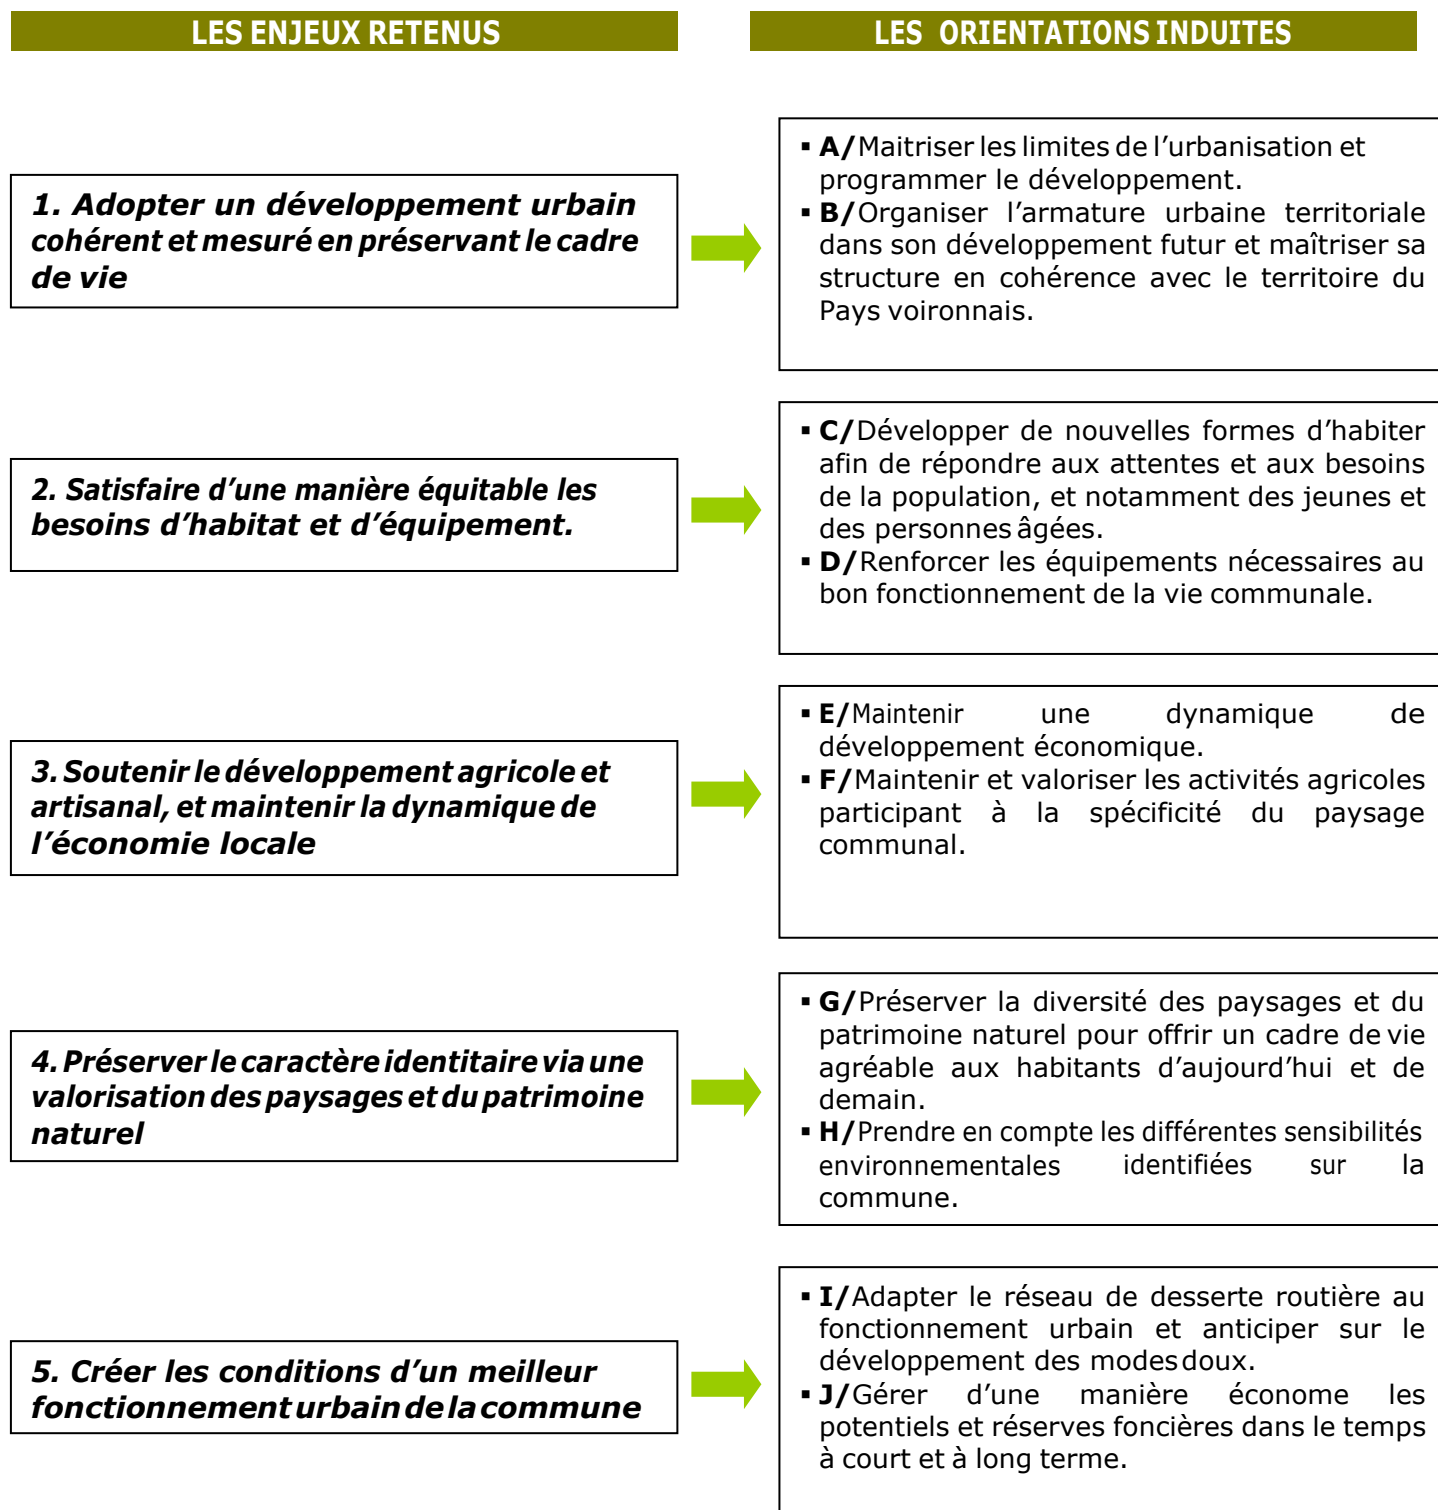 LES ENJEUX RETENUS
LES ORIENTATIONS INDUITES
1. Adopter un développement urbain
cohérent et mesuré en préservant le cadre
de vie
▪ A/Maitriser les limites de l’urbanisation et
programmer le développement.
▪ B/Organiser l’armature urbaine territoriale
dans son développement futur et maîtriser sa
structure en cohérence avec le territoire du
Pays voironnais.
2. Satisfaire d’une manière équitable les
besoins d’habitat et d’équipement.
▪ C/Développer de nouvelles formes d’habiter
afin de répondre aux attentes et aux besoins
de la population, et notamment des jeunes et
des personnes âgées.
▪ D/Renforcer les équipements nécessaires au
bon fonctionnement de la vie communale.
3. Soutenir le développement agricole et
artisanal, et maintenir la dynamique de
l’économie locale
▪ E/Maintenir une dynamique de
développement économique.
▪ F/Maintenir et valoriser les activités agricoles
participant à la spécificité du paysage
communal.
4. Préserver le caractère identitaire via une
valorisation des paysages et du patrimoine
naturel
▪ G/Préserver la diversité des paysages et du
patrimoine naturel pour offrir un cadre de vie
agréable aux habitants d’aujourd’hui et de
demain.
▪ H/Prendre en compte les différentes sensibilités
environnementales identifiées sur la
commune.
5. Créer les conditions d’un meilleur
fonctionnement urbain de la commune
▪ I/Adapter le réseau de desserte routière au
fonctionnement urbain et anticiper sur le
développement des modes doux.
▪ J/Gérer d’une manière économe les
potentiels et réserves foncières dans le temps
à court et à long terme.